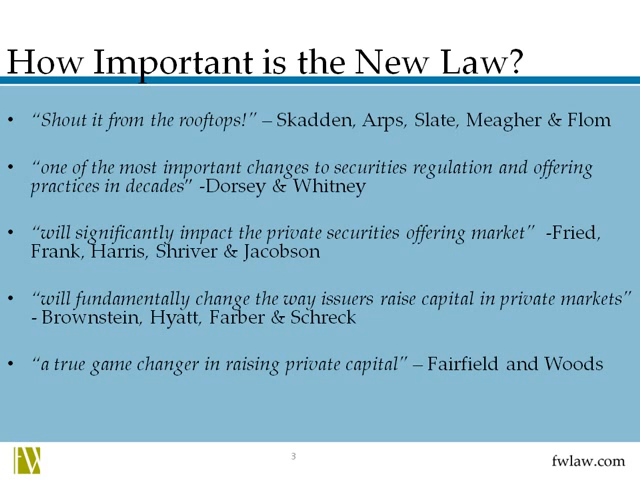 How Important is the New Law?
• “Shout it from the rooftops!” – Skadden, Arps, Slate, Meagher & Flom
• “one of the most important changes to securities regulation and offering
practices in decades” -Dorsey & Whitney
• “will significantly impact the private securities offering market” -Fried,
Frank, Harris, Shriver & Jacobson
• “will fundamentally change the way issuers raise capital in private markets”
- Brownstein, Hyatt, Farber & Schreck
• “a true game changer in raising private capital” – Fairfield and Woods
FW
3
fwlaw.com